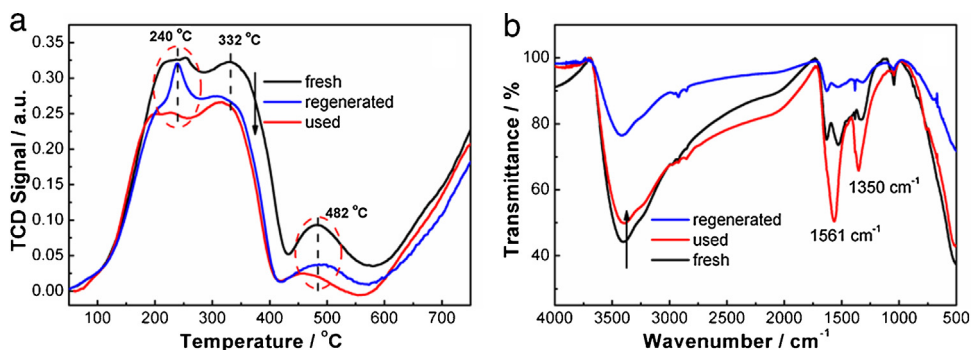 a
0.35
0.30
0.25
0.20
0.15
0.10
0.05
0.00
TCD Signal / a.u.
240 °C
332 °C
482 °C
fresh
regenerated
used
100 200 300 400 500 600 700
Temperature / °C
b
100
80
60
40
Transmittance / %
1350 cm-1
1561 cm-1
regenerated
used
fresh
4000 3500 3000 2500 2000 1500 1000 500
Wavenumber / cm-1